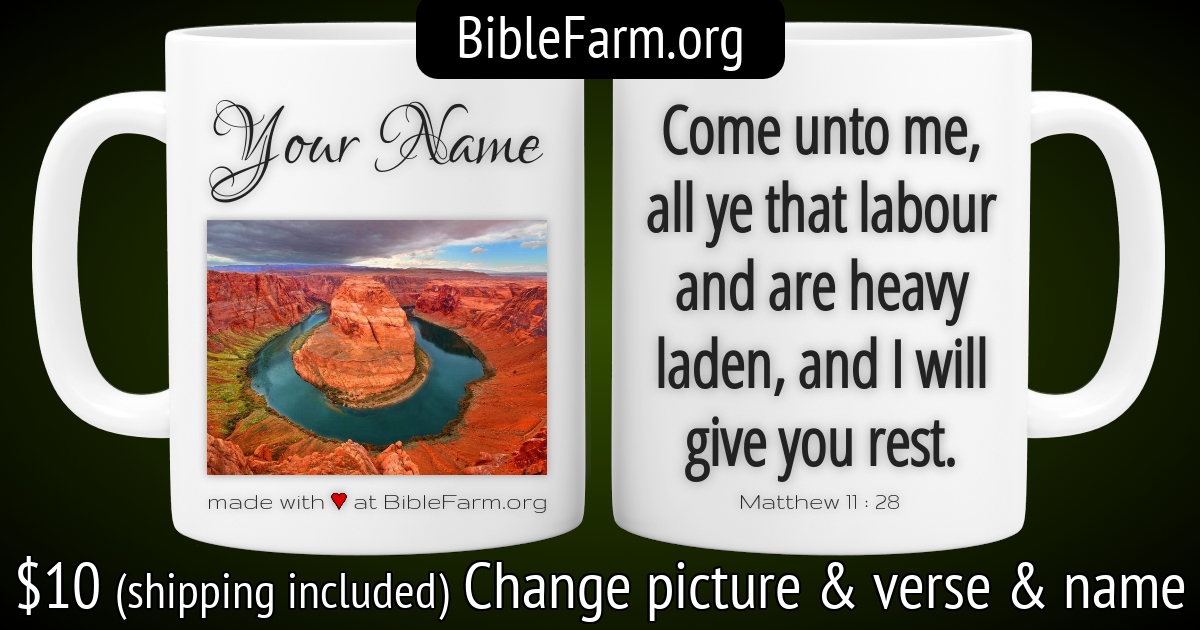 BibleFarm.org
Your Name
made with ♥ at BibleFarm.org
Come unto me,
all ye that labour
and are heavy
laden, and I will
give you rest.
Matthew 11 : 28
$10 (shipping included) Change picture & verse & name